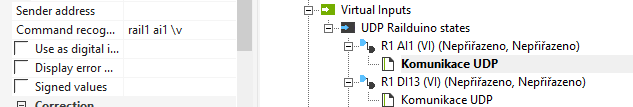 Sender address
Command recog... rail1 ai1 \v
Use as digital i...
Display error ...
Signed values
Correction
Virtual Inputs
UDP Railduino states
R1 AI1 (VI) (Nepřiřazeno, Nepřiřazeno)
Komunikace UDP
R1 DI13 (VI) (Nepřiřazeno, Nepřiřazeno)
Komunikace UDP